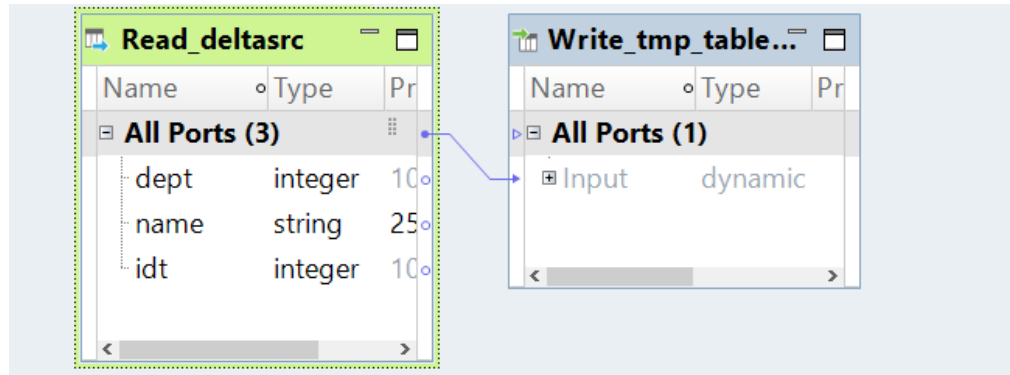 Read_deltasrc
Name Type Pr
All Ports (3)
dept integer 10
name string 25
idt integer 10
Write_tmp_table...
Name Type Pr
All Ports (1)
Input dynamic